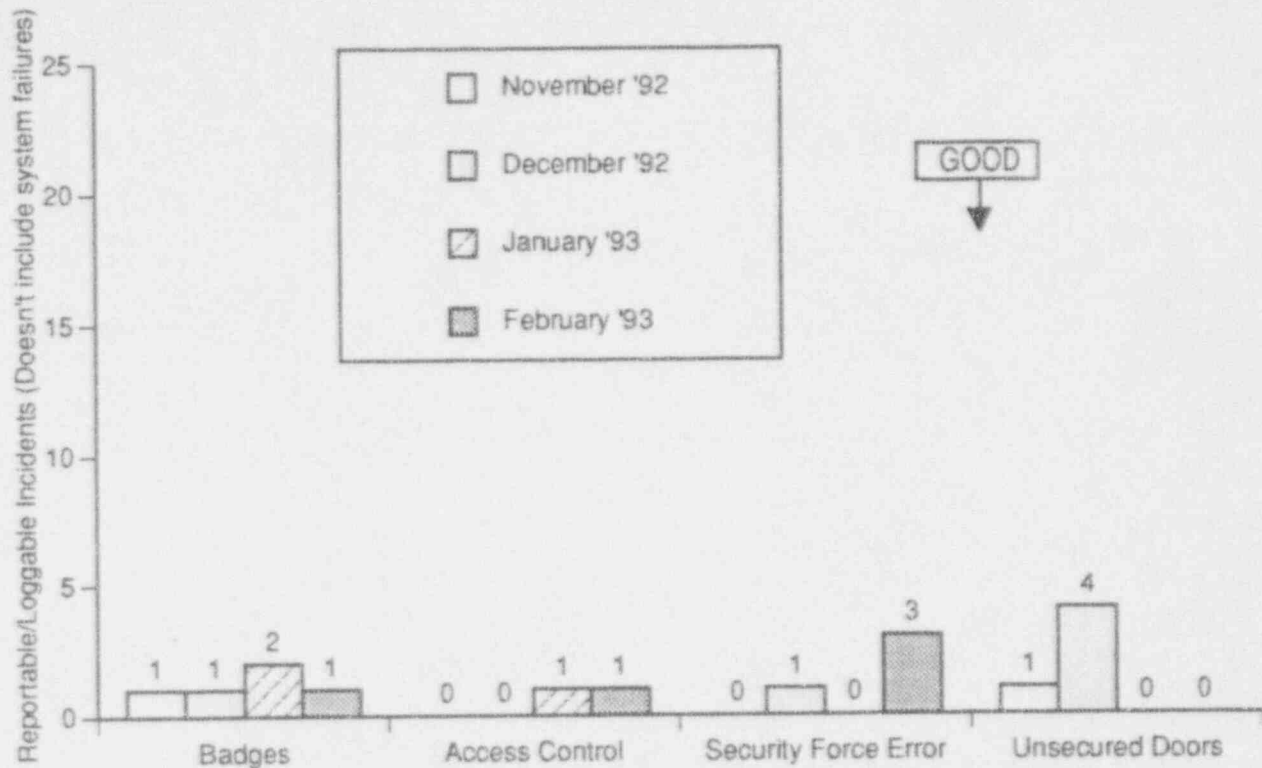 Reportable/Loggable Incidents (Doesn't include system failures)
25
20
15
10
5
0
November '92
December '92
January '93
February '93
GOOD
1 1 2 1
0 0 1 1
0 1 0 3
1 4 0 0
Badges
Access Control
Security Force Error
Unsecured Doors